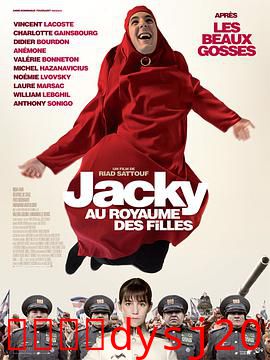 VINCENT LACOSTE
CHARLOTTE GAINSBOURG
DIDIER BOURDON
ANÉMONE
VALÉRIE BONNETON
MICHEL HAZANAVICIUS
NOÉMIE LVOVSKY
LAURE MARSAC
WILLIAM LEBGHIL
ANTHONY SONIGO
APRÈS
LES
BEAUX
GOSSES
UN FILM DE
RIAD SATTOUF
Jacky
AU ROYAUME
DES FILLES
dysj20